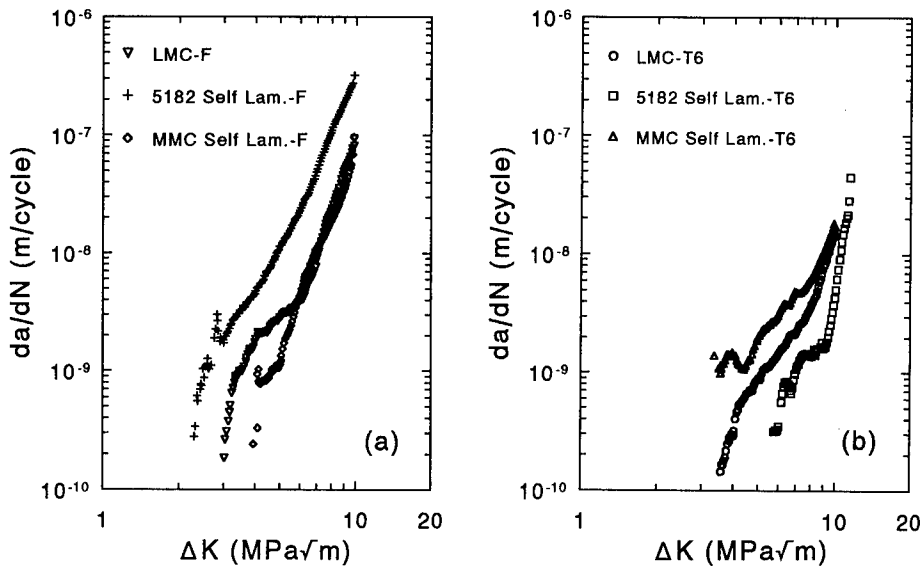 10⁻⁶
10⁻⁷
10⁻⁸
10⁻⁹
10⁻¹⁰
da/dN (m/cycle)
LMC-F
5182 Self Lam.-F
MMC Self Lam.-F
(a)
1
10
20
ΔK (MPa√m)
10⁻⁶
10⁻⁷
10⁻⁸
10⁻⁹
10⁻¹⁰
da/dN (m/cycle)
LMC-T6
5182 Self Lam.-T6
MMC Self Lam.-T6
(b)
1
10
20
ΔK (MPa√m)